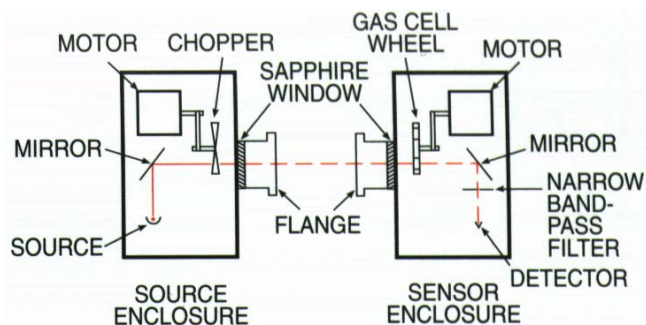 MOTOR
CHOPPER
SAPPHIRE
WINDOW
GAS CELL
WHEEL
MOTOR
MIRROR
MIRROR
NARROW
BAND-
PASS
FILTER
FLANGE
SOURCE
DETECTOR
SOURCE
ENCLOSURE
SENSOR
ENCLOSURE